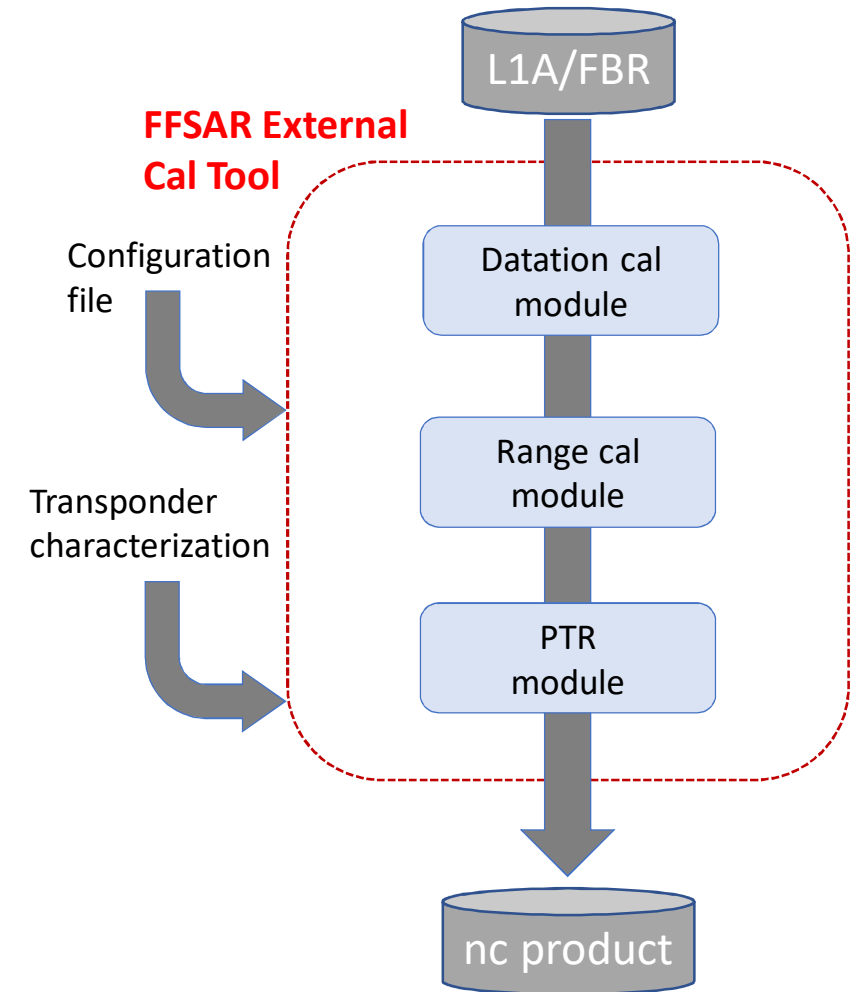 L1A/FBR
FFSAR External
Cal Tool
Configuration
file
Datation cal
module
Range cal
module
Transponder
characterization
PTR
module
nc product